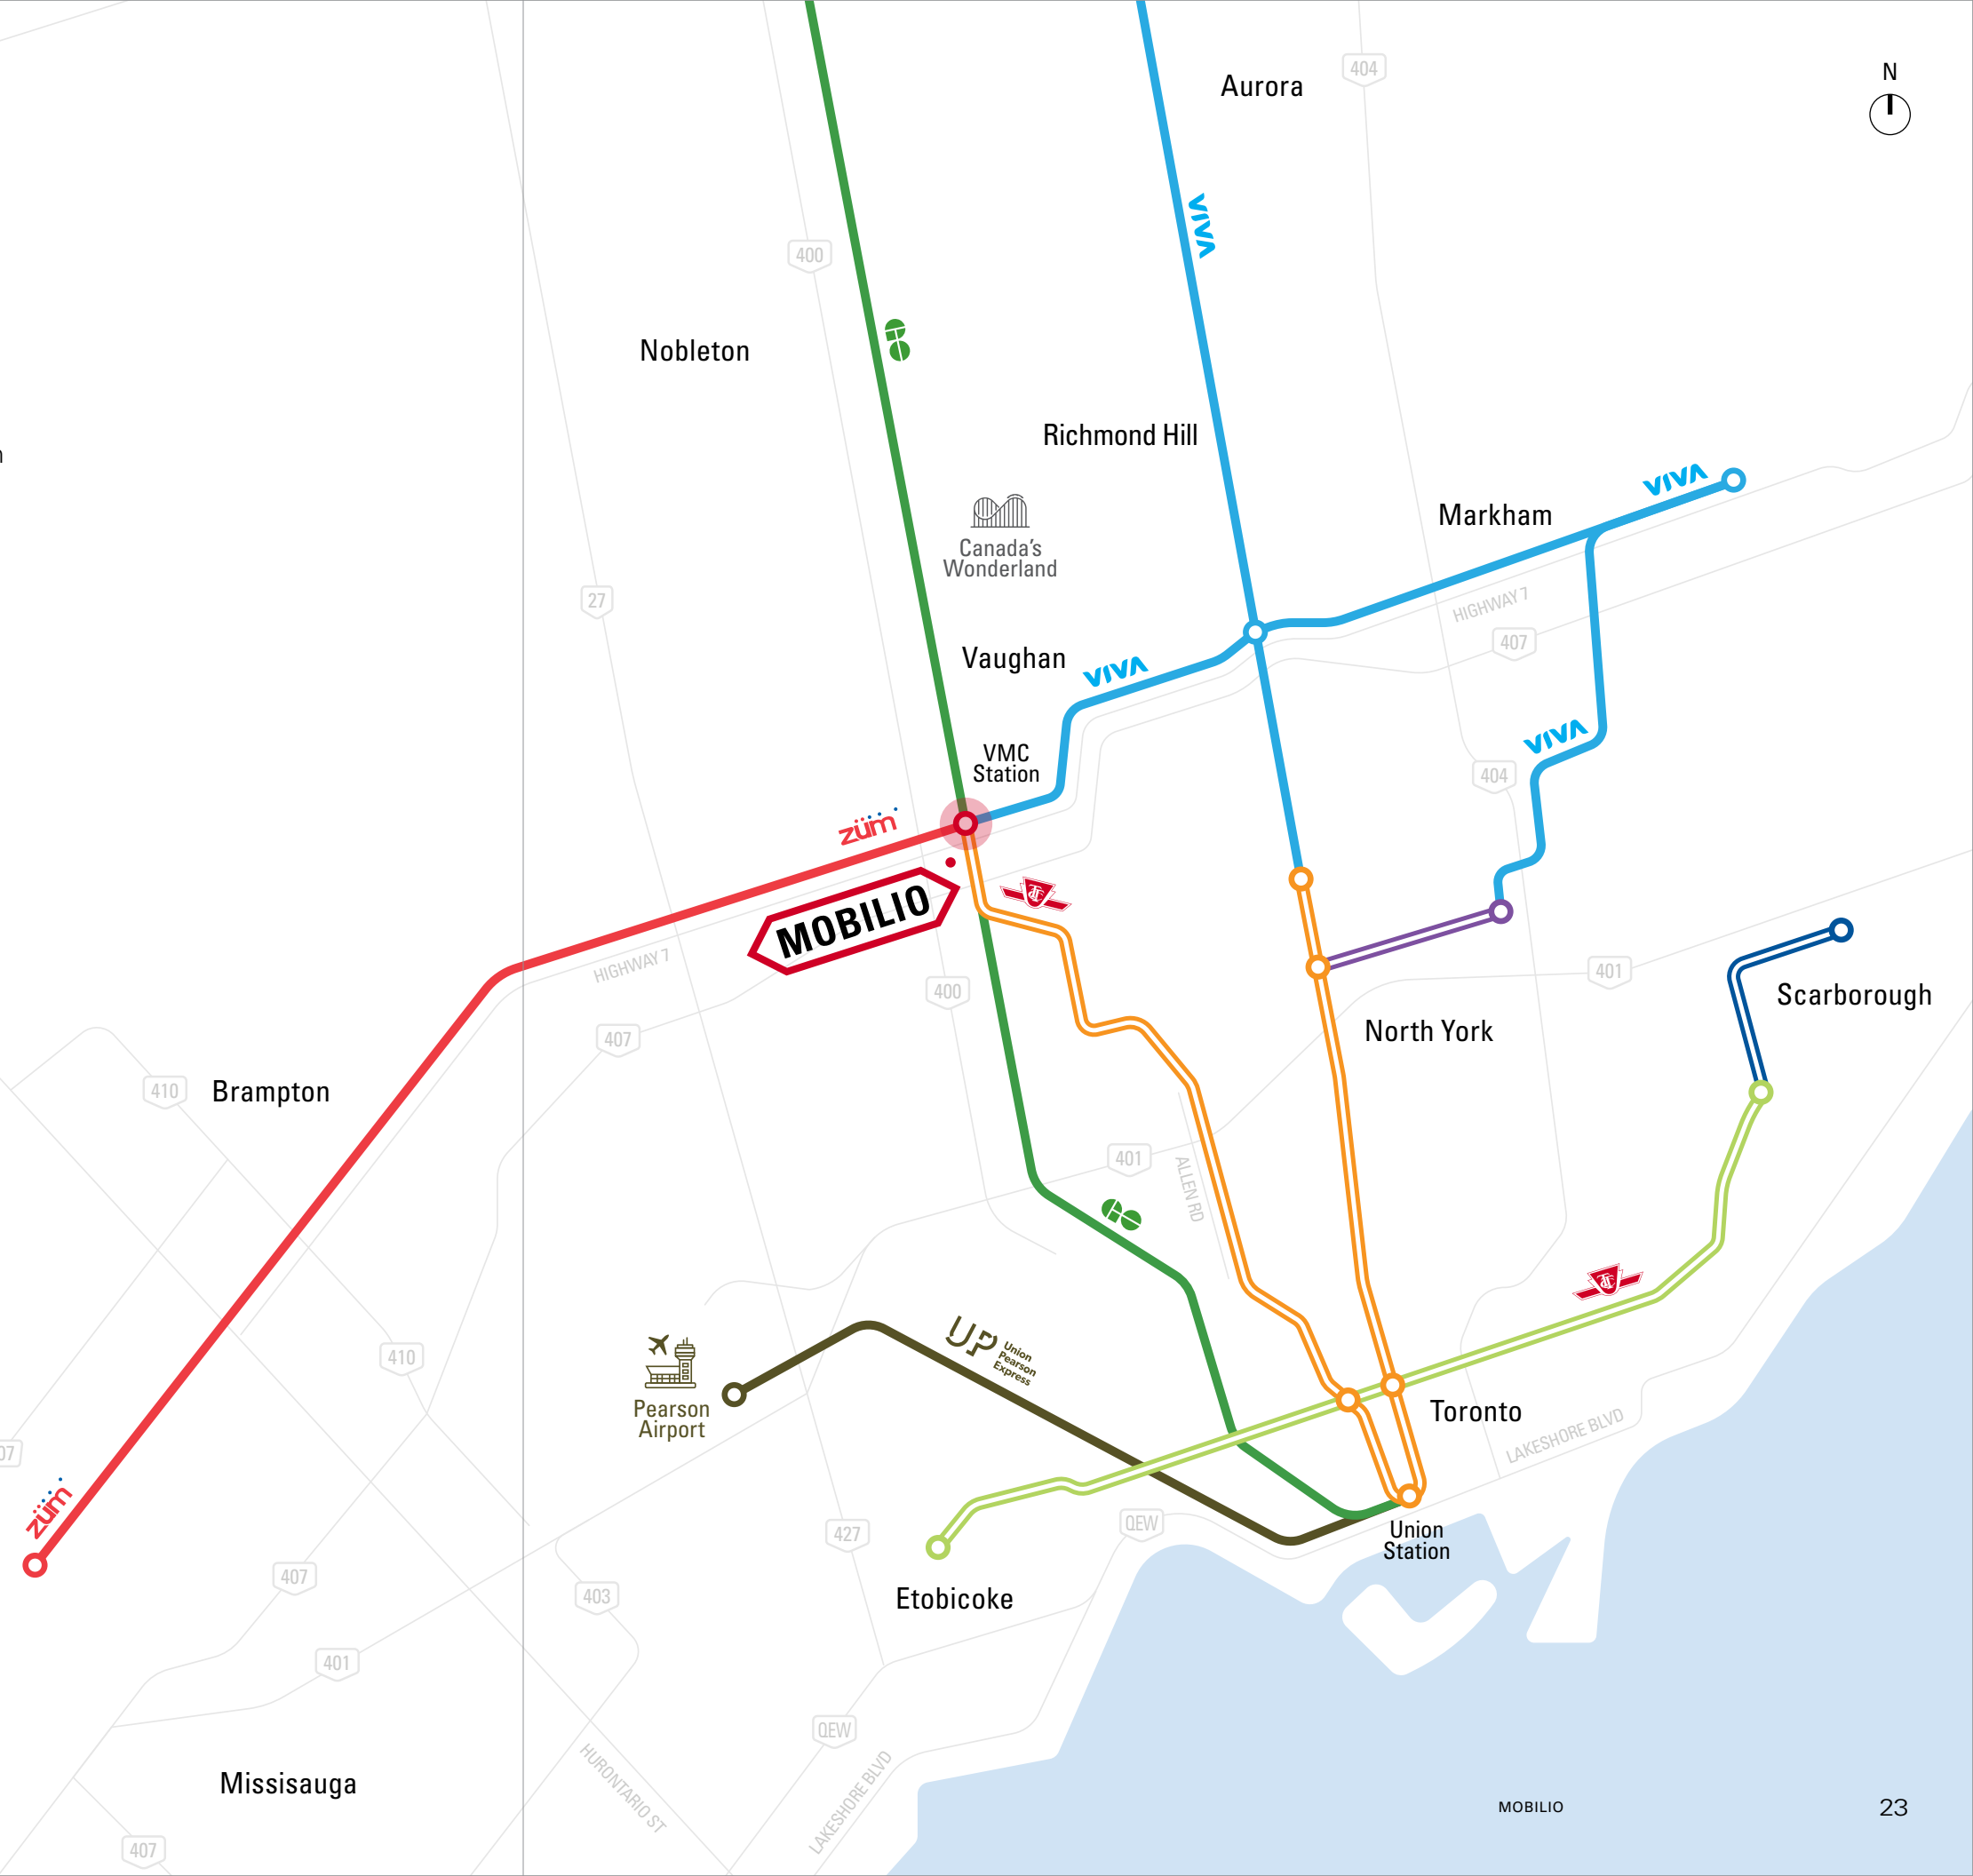 Aurora
404
N
VIVA
400
Nobleton
Richmond Hill
VIVA
Markham
Canada's
Wonderland
27
HIGHWAY 7
407
Vaughan
VIVA
VIVA
VMC
Station
404
züm
MOBILIO
TTC
HIGHWAY 7
400
401
Scarborough
407
North York
410
Brampton
401
ALLEN RD
TTC
UP Union
Pearson
Express
410
Pearson
Airport
Toronto
LAKESHORE BLVD
07
züm
427
QEW
Union
Station
407
403
Etobicoke
401
QEW
HURONTARIO ST
LAKESHORE BLVD
Missisauga
407
MOBILIO
23